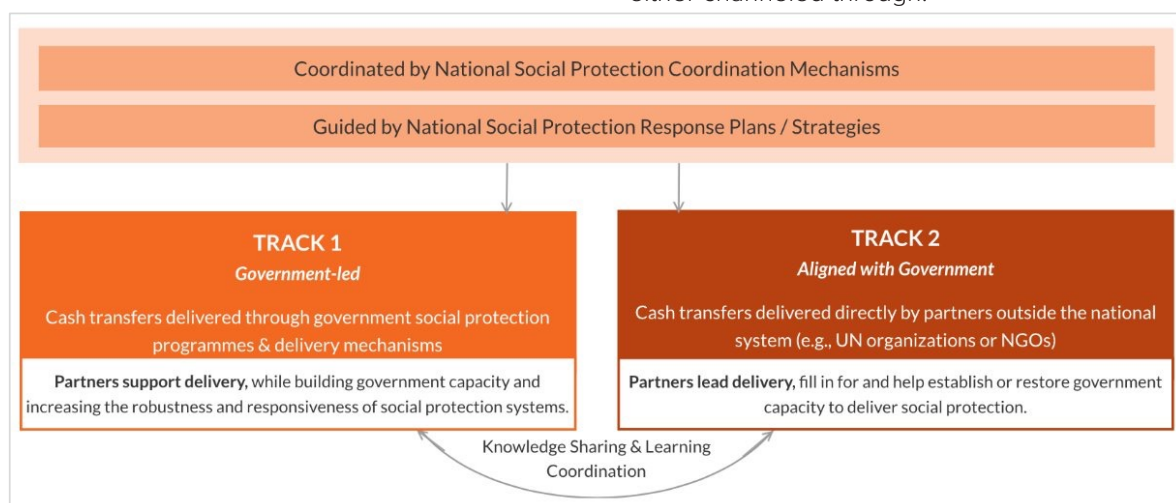 either channeled through:
Coordinated by National Social Protection Coordination Mechanisms
Guided by National Social Protection Response Plans / Strategies
TRACK 1
Government-led
Cash transfers delivered through government social protection
programmes & delivery mechanisms
Partners support delivery, while building government capacity and
increasing the robustness and responsiveness of social protection systems.
TRACK 2
Aligned with Government
Cash transfers delivered directly by partners outside the national
system (e.g., UN organizations or NGOs)
Partners lead delivery, fill in for and help establish or restore government
capacity to deliver social protection.
Knowledge Sharing & Learning
Coordination